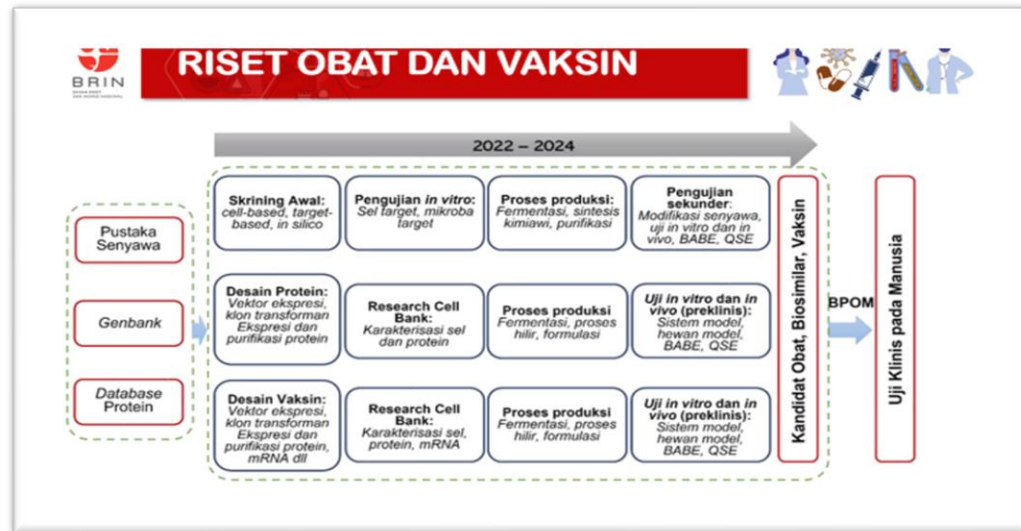 BRIN
RISET OBAT DAN VAKSIN
2022 – 2024
Pustaka
Senyawa
Genbank
Database
Protein
Skrining Awal:
cell-based, target-
based, in silico
Pengujian in vitro:
Sel target, mikroba
target
Proses produksi:
Fermentasi, sintesis
kimiawi, purifikasi
Pengujian
sekunder:
Modifikasi senyawa,
uji in vitro dan in
vivo, BABE, QSE
Desain Protein:
Vektor ekspresi,
klon transforman
Ekspresi dan
purifikasi protein
Research Cell
Bank:
Karakterisasi sel
dan protein
Proses produksi
Fermentasi, proses
hilir, formulasi
Uji in vitro dan in
vivo (preklinis):
Sistem model,
hewan model,
BABE, QSE
Desain Vaksin:
Vektor ekspresi,
klon transforman
Ekspresi dan
purifikasi protein,
mRNA dll
Research Cell
Bank:
Karakterisasi sel,
protein, mRNA
Proses produksi
Fermentasi, proses
hilir, formulasi
Uji in vitro dan in
vivo (preklinis):
Sistem model,
hewan model,
BABE, QSE
Kandidat Obat, Biosimilar, Vaksin
BPOM
Uji Klinis pada Manusia